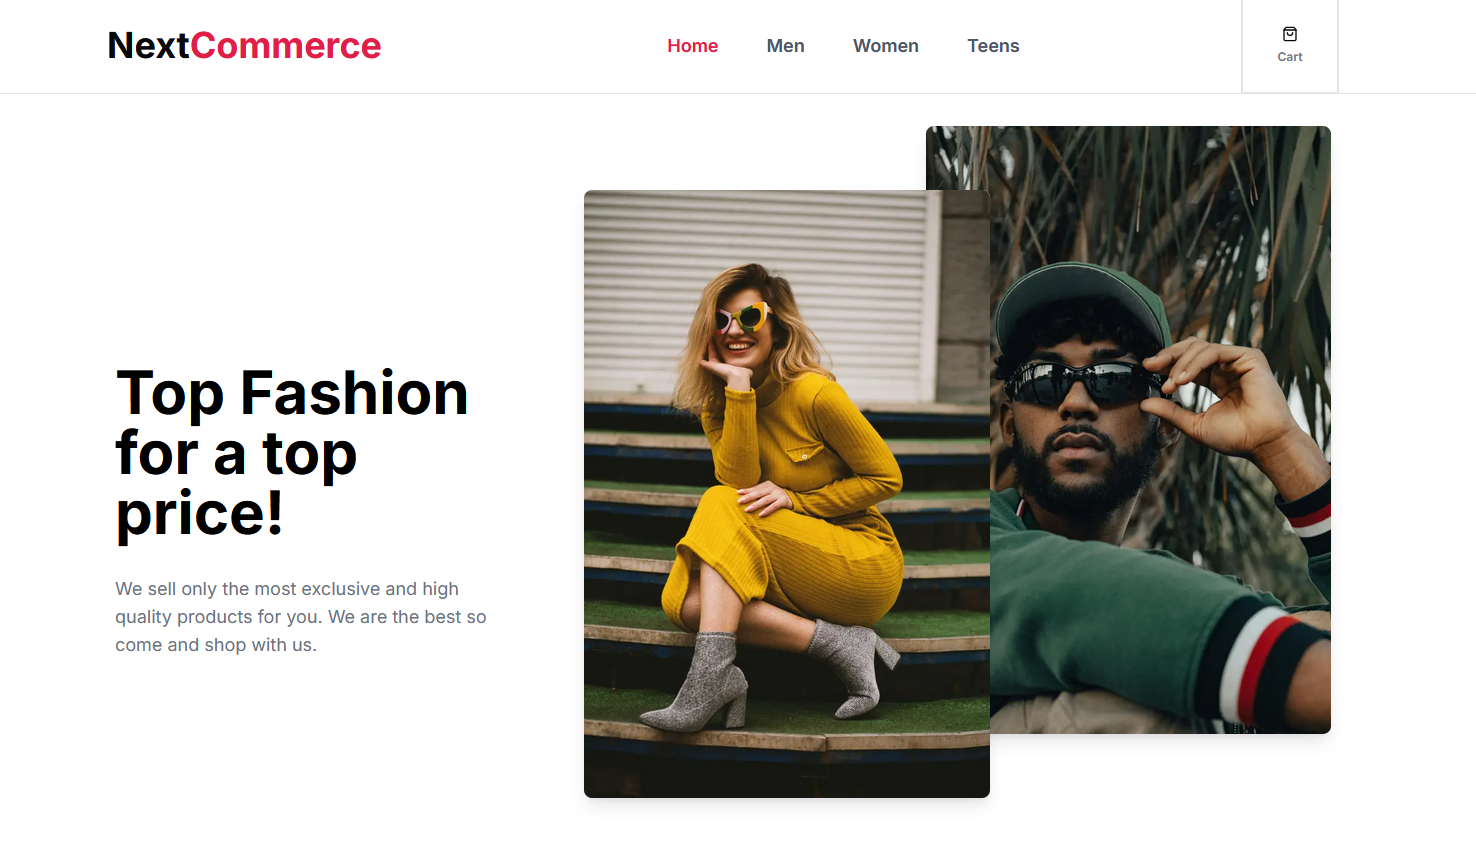 NextCommerce
Home Men Women Teens
Cart
Top Fashion
for a top
price!
We sell only the most exclusive and high
quality products for you. We are the best so
come and shop with us.